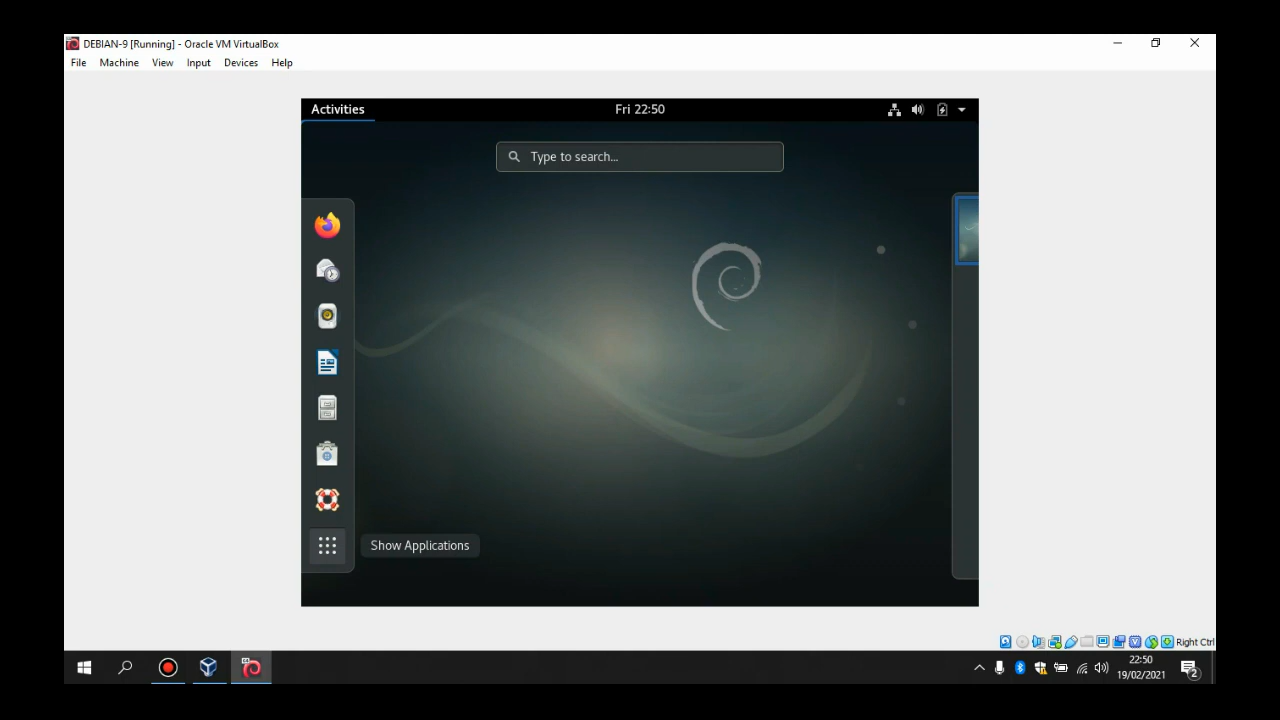 DEBIAN-9 [Running] - Oracle VM VirtualBox
File Machine View Input Devices Help
Activities Fri 22:50
Type to search...
Show Applications
Right Ctrl
22:50
19/02/2021
2